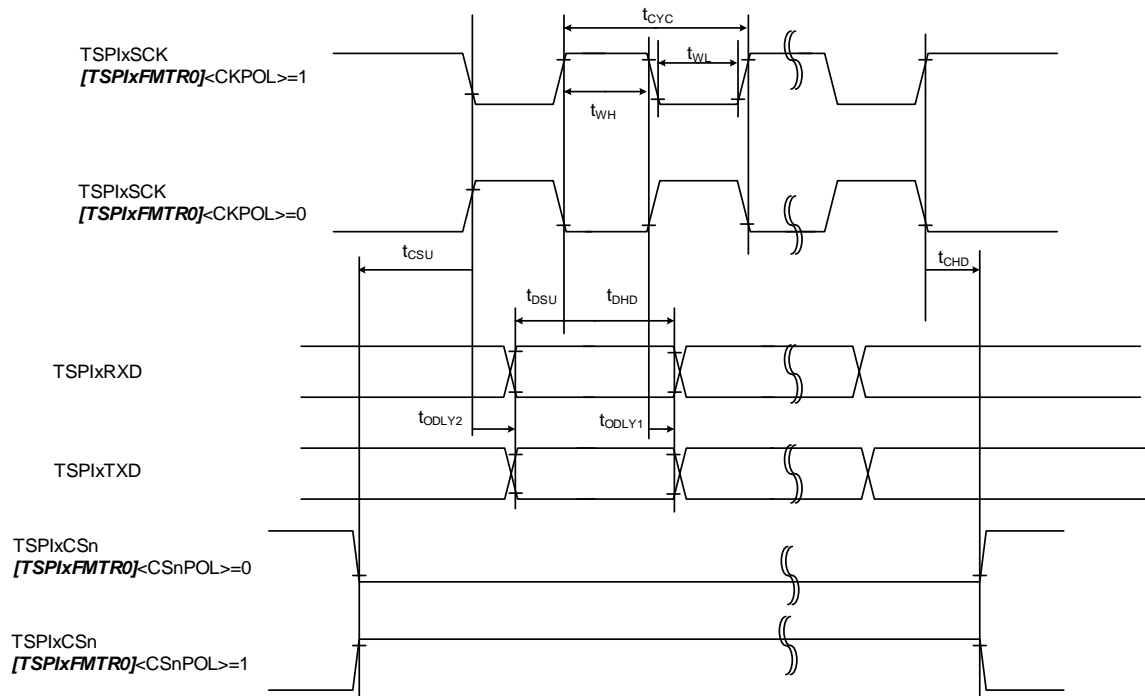 tCYC
TSPIxSCK
[TSPIxFMTR0]<CKPOL>=1
tWL
tWH
TSPIxSCK
[TSPIxFMTR0]<CKPOL>=0
tCSU
tCHD
tDSU
tDHD
TSPIxRXD
tODLY2
tODLY1
TSPIxTXD
TSPIxCSn
[TSPIxFMTR0]<CSnPOL>=0
TSPIxCSn
[TSPIxFMTR0]<CSnPOL>=1